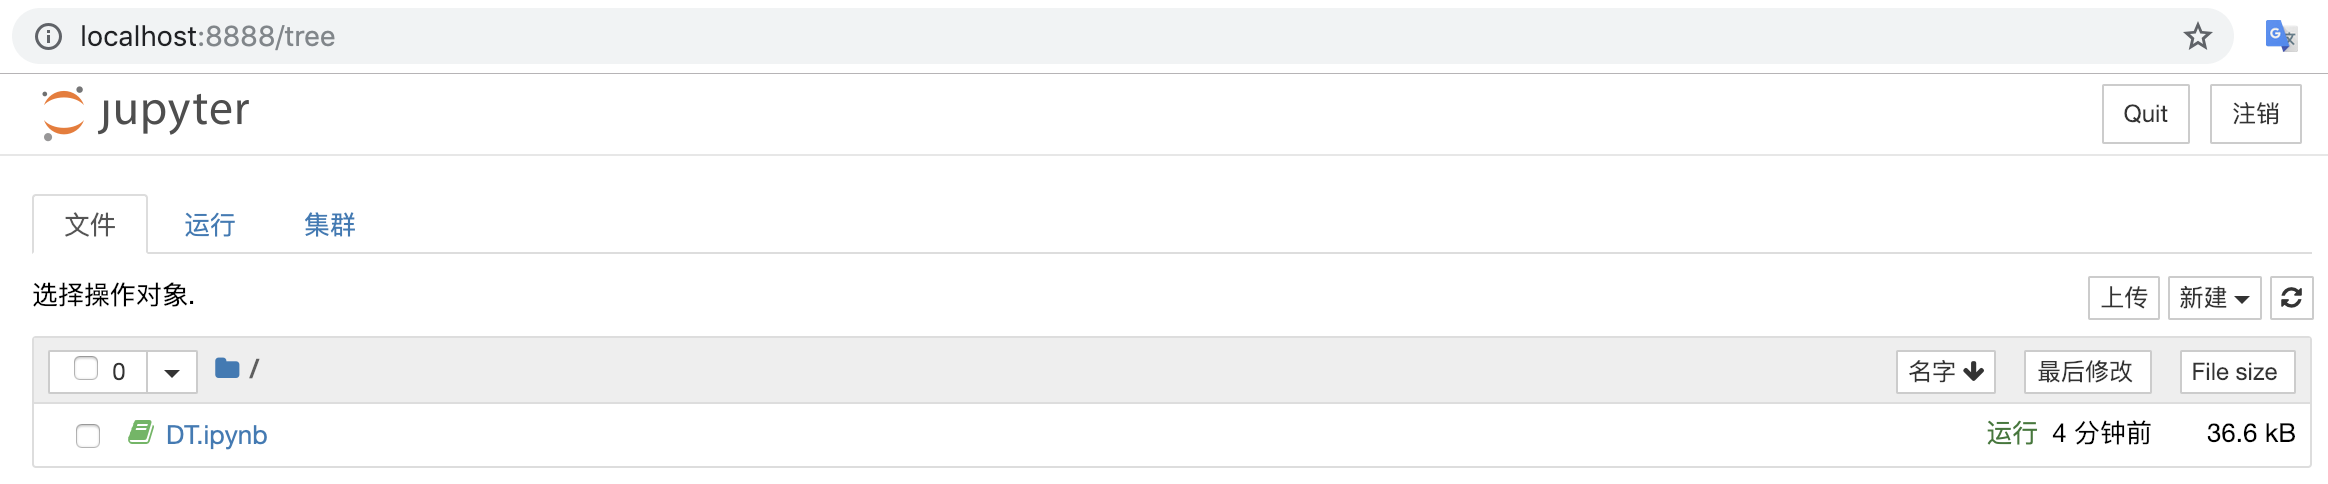 localhost:8888/tree
jupyter
Quit 注销
文件 运行 集群
选择操作对象.
上传 新建
0 / 名字 最后修改 File size
DT.ipynb 运行 4 分钟前 36.6 kB